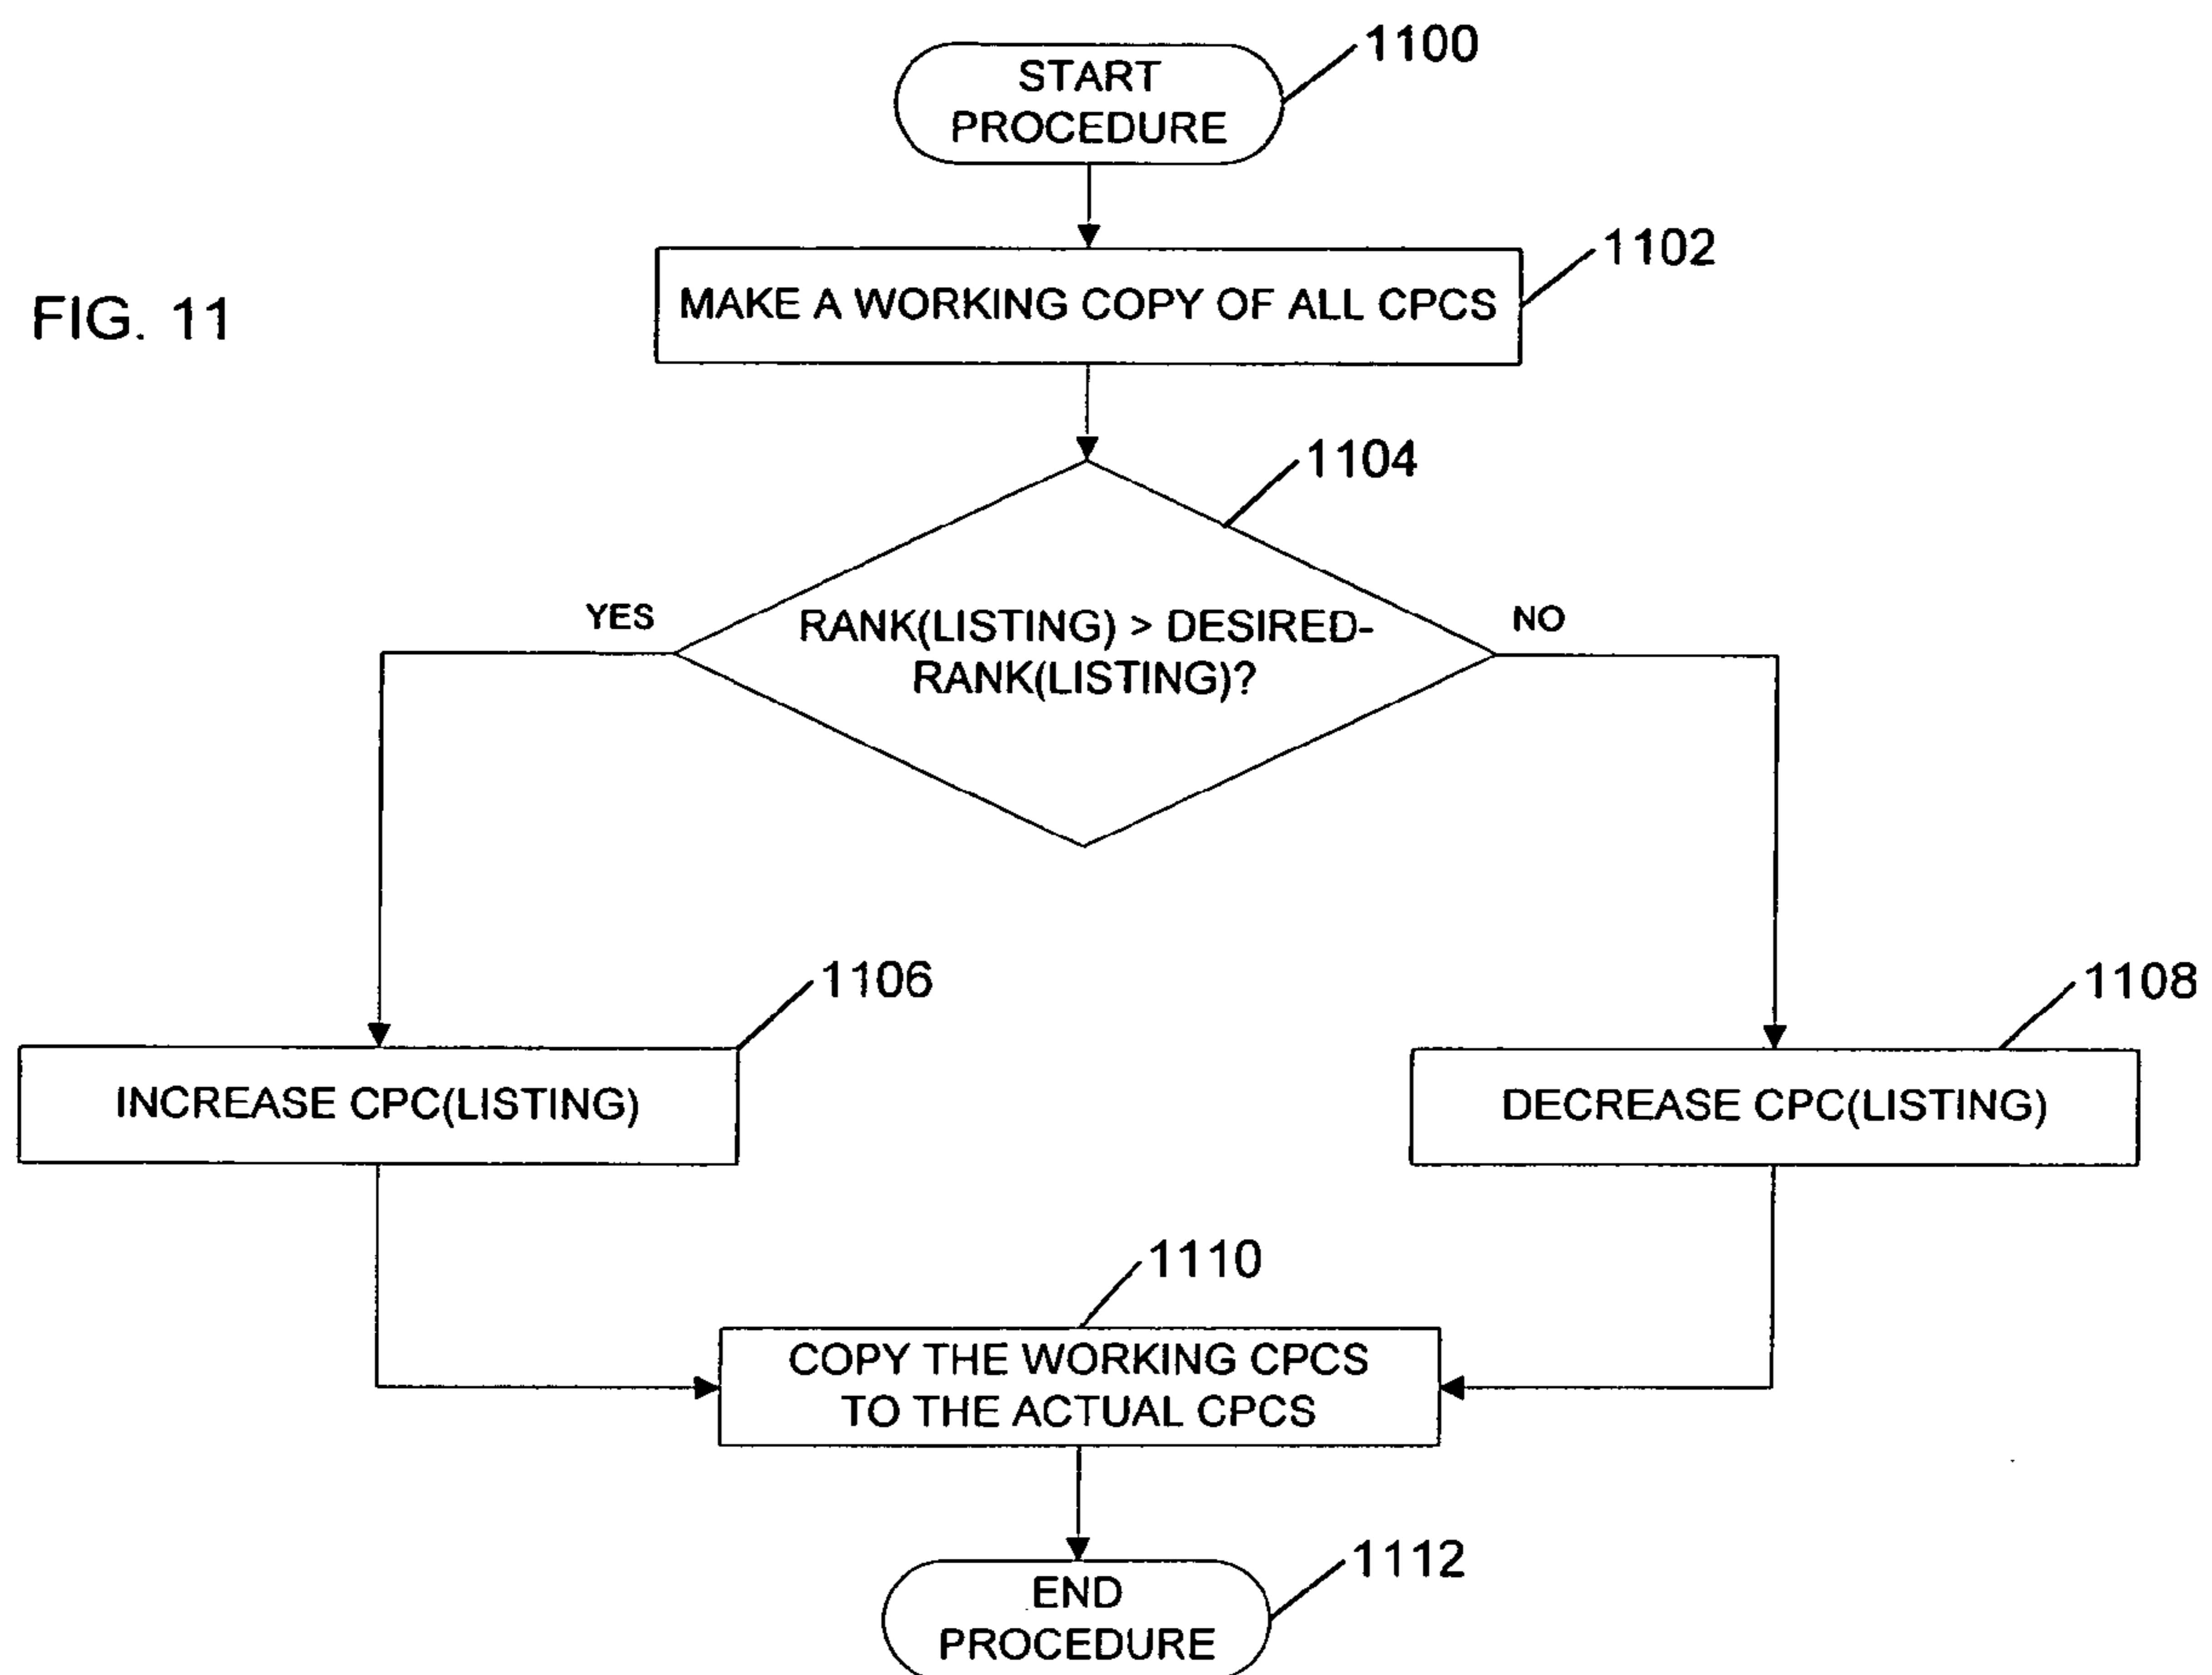 1100
START
PROCEDURE
1102
MAKE A WORKING COPY OF ALL CPCS
FIG. 11
1104
YES
RANK(LISTING) > DESIRED-
RANK(LISTING)?
NO
1106
INCREASE CPC(LISTING)
1108
DECREASE CPC(LISTING)
1110
COPY THE WORKING CPCS
TO THE ACTUAL CPCS
1112
END
PROCEDURE